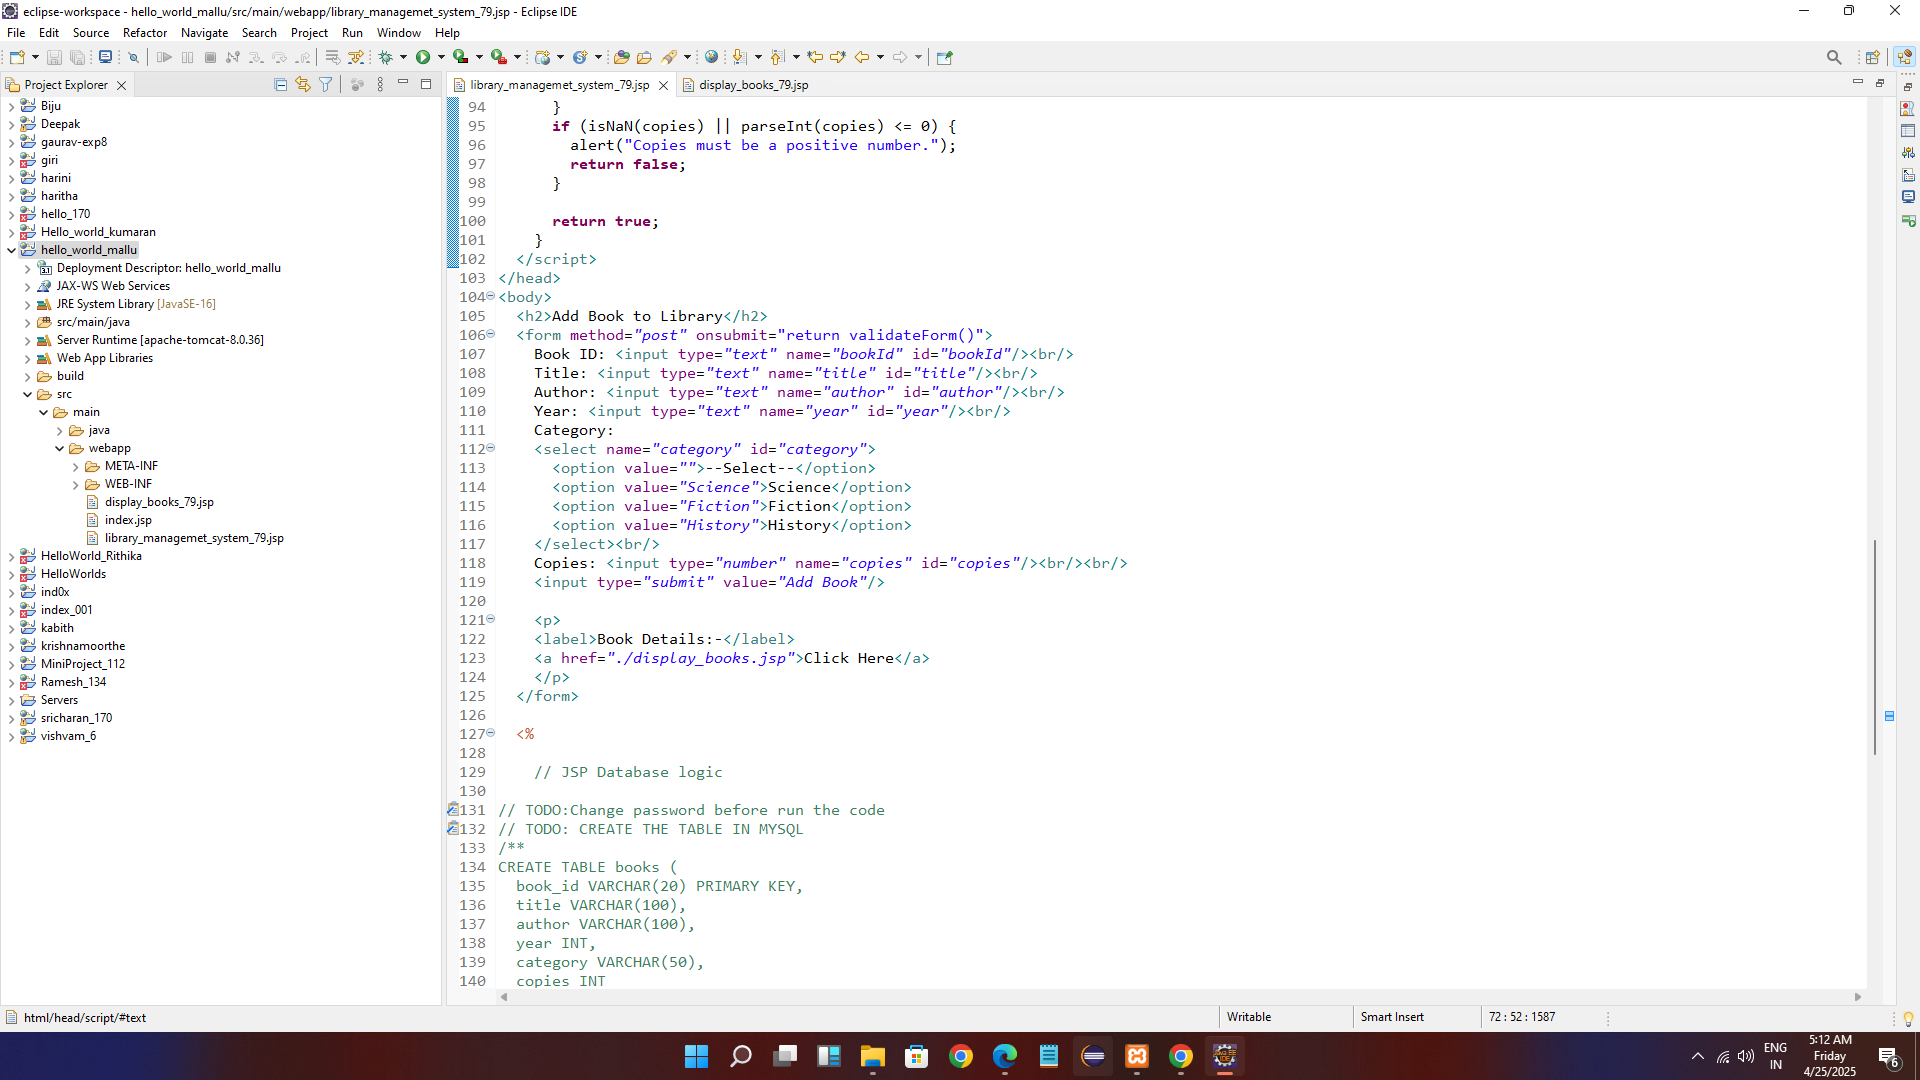 eclipse-workspace - hello_world_mallu/src/main/webapp/library_managemet_system_79.jsp - Eclipse IDE
File Edit Source Refactor Navigate Search Project Run Window Help
Project Explorer
Biju
Deepak
gaurav-exp8
giri
harini
haritha
hello_170
Hello_world_kumaran
hello_world_mallu
Deployment Descriptor: hello_world_mallu
JAX-WS Web Services
JRE System Library [JavaSE-16]
src/main/java
Server Runtime [apache-tomcat-8.0.36]
Web App Libraries
build
src
main
java
webapp
META-INF
WEB-INF
display_books_79.jsp
index.jsp
library_managemet_system_79.jsp
HelloWorld_Rithika
HelloWorlds
ind0x
index_001
kabith
krishnamoorthe
MiniProject_112
Ramesh_134
Servers
sricharan_170
vishvam_6
library_managemet_system_79.jsp display_books_79.jsp
94 }
95 if (isNaN(copies) || parseInt(copies) <= 0) {
96 alert("Copies must be a positive number.");
97 return false;
98 }
99
100 return true;
101 }
102 </script>
103 </head>
104 <body>
105 <h2>Add Book to Library</h2>
106 <form method="post" onsubmit="return validateForm()">
107 Book ID: <input type="text" name="bookId" id="bookId"/><br/>
108 Title: <input type="text" name="title" id="title"/><br/>
109 Author: <input type="text" name="author" id="author"/><br/>
110 Year: <input type="text" name="year" id="year"/><br/>
111 Category:
112 <select name="category" id="category">
113 <option value="">--Select--</option>
114 <option value="Science">Science</option>
115 <option value="Fiction">Fiction</option>
116 <option value="History">History</option>
117 </select><br/>
118 Copies: <input type="number" name="copies" id="copies"/><br/><br/>
119 <input type="submit" value="Add Book"/>
120
121 <p>
122 <label>Book Details:-</label>
123 <a href="./display_books.jsp">Click Here</a>
124 </p>
125 </form>
126
127 <%
128
129 // JSP Database logic
130
131 // TODO:Change password before run the code
132 // TODO: CREATE THE TABLE IN MYSQL
133 /**
134 CREATE TABLE books (
135 book_id VARCHAR(20) PRIMARY KEY,
136 title VARCHAR(100),
137 author VARCHAR(100),
138 year INT,
139 category VARCHAR(50),
140 copies INT
html/head/script/#text
Writable
Smart Insert
72 : 52 : 1587
ENG
IN
5:12 AM
Friday
4/25/2025
6